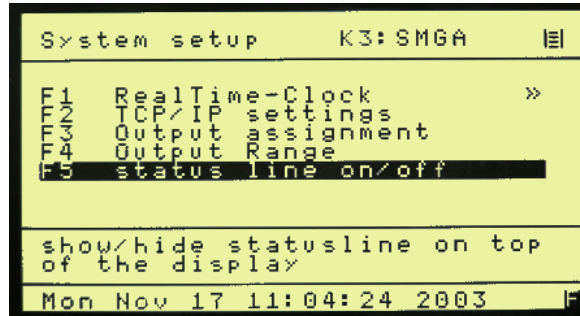 System setup K3:SMGA
F1 RealTime-Clock »
F2 TCP/IP settings
F3 Output assignment
F4 Output Range
F5 status line on/off
show/hide statusline on top
of the display
Mon Nov 17 11:04:24 2003